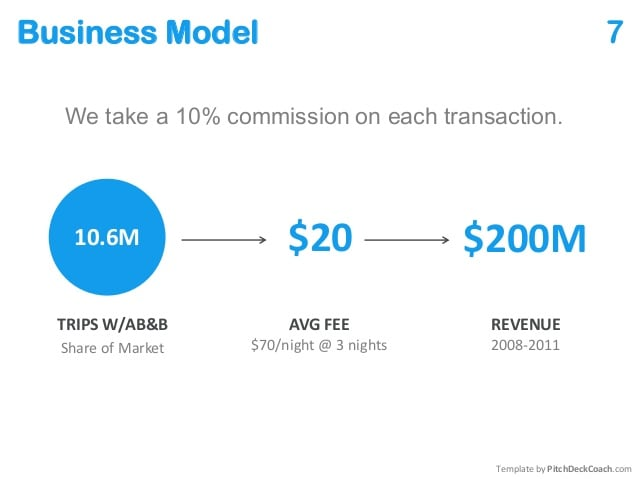 Business Model
7
We take a 10% commission on each transaction.
10.6M
$20
$200M
TRIPS W/AB&B
AVG FEE
REVENUE
Share of Market
$70/night @ 3 nights
2008-2011
Template by PitchDeckCoach.com